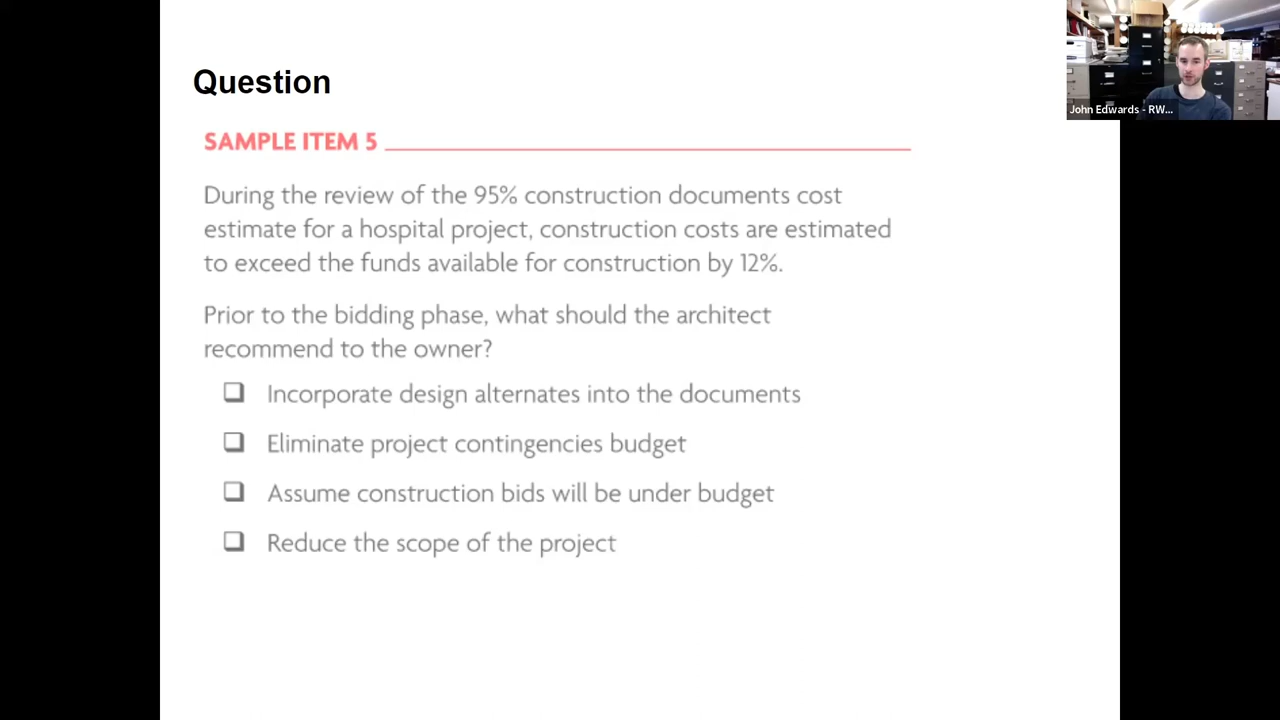 Question
SAMPLE ITEM 5
During the review of the 95% construction documents cost
estimate for a hospital project, construction costs are estimated
to exceed the funds available for construction by 12%.
Prior to the bidding phase, what should the architect
recommend to the owner?
Incorporate design alternates into the documents
Eliminate project contingencies budget
Assume construction bids will be under budget
Reduce the scope of the project
John Edwards - RW...